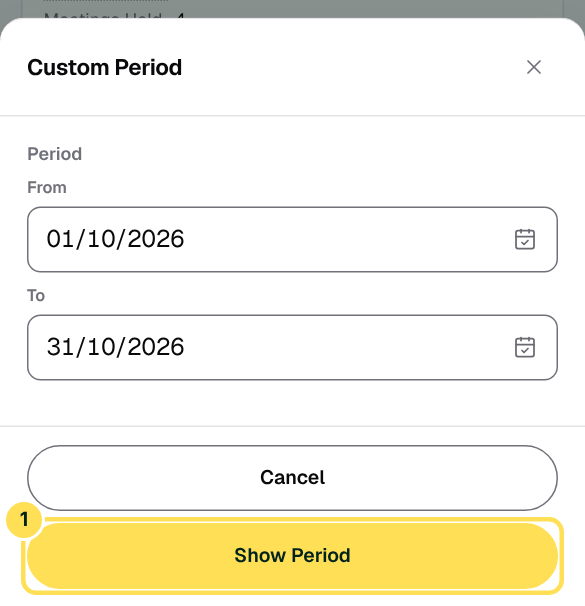 Custom Period
Period
From
01/10/2026
To
31/10/2026
Cancel
1
Show Period